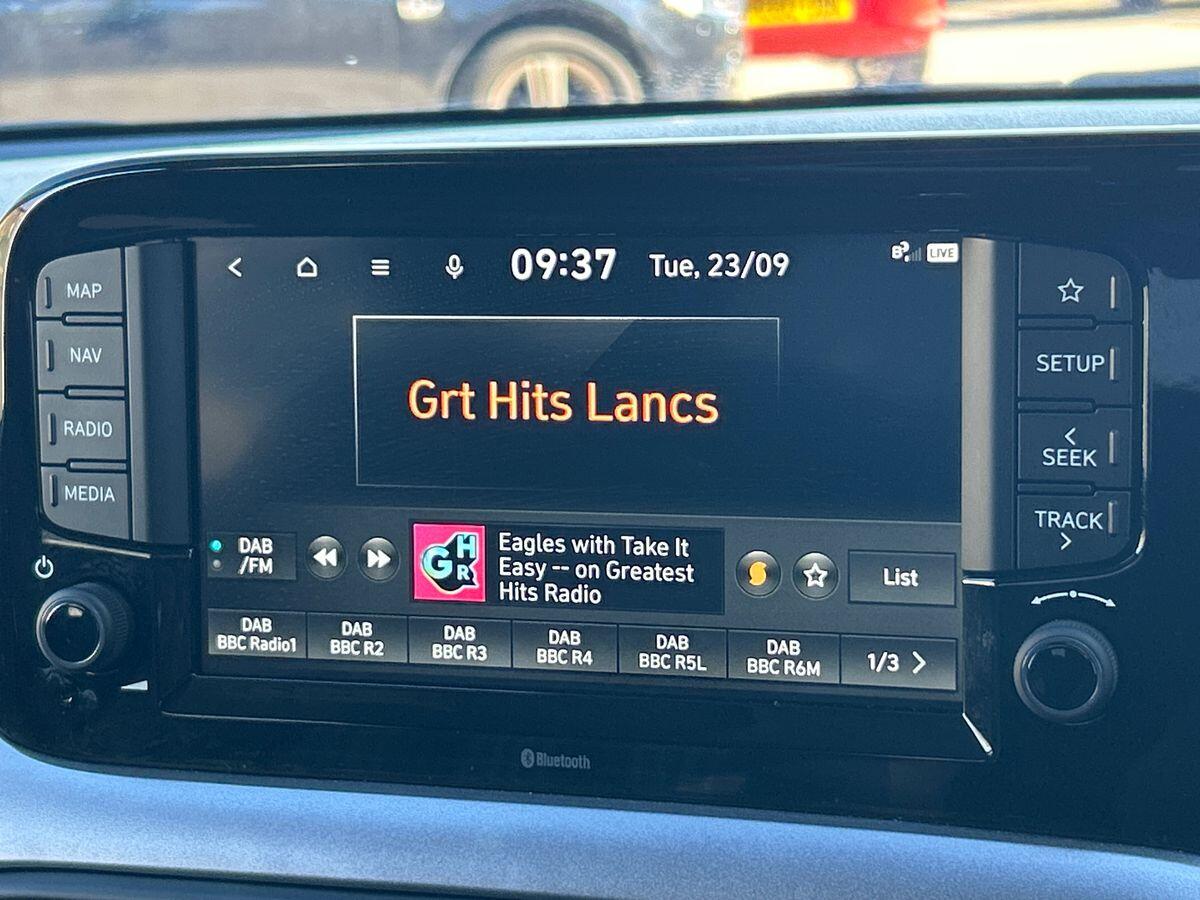 09:37 Tue, 23/09
LIVE
MAP
NAV
RADIO
MEDIA
Grt Hits Lancs
SETUP
<
SEEK
TRACK
>
DAB
/FM
GHR
Eagles with Take It
Easy -- on Greatest
Hits Radio
List
DAB
BBC Radio1
DAB
BBC R2
DAB
BBC R3
DAB
BBC R4
DAB
BBC R5L
DAB
BBC R6M
1/3 >
Bluetooth